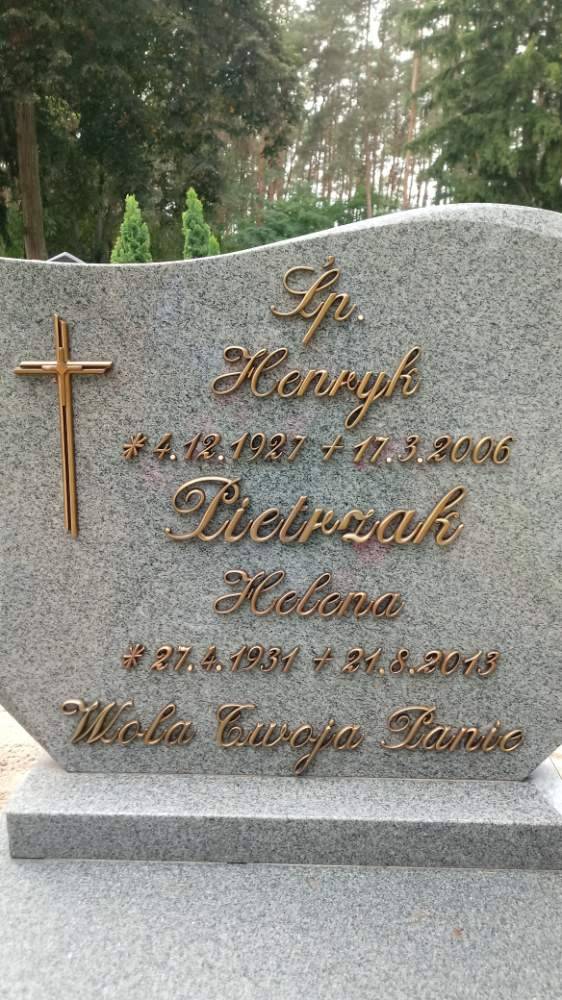 Śp.
Henryk
* 4.12.1927 + 17.3.2006
Pietrzak
Helena
* 27.4.1931 + 21.8.2013
Wola Twoja Panie